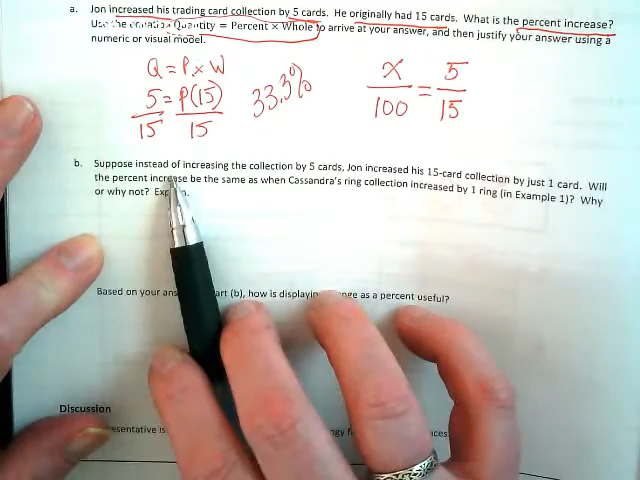 a. Jon increased his trading card collection by 5 cards. He originally had 15 cards. What is the percent increase?
Use the equation Quantity = Percent × Whole to arrive at your answer, and then justify your answer using a
numeric or visual model.
Q = P × W
5 = P(15)
15 15
33.3%
x/100 = 5/15
b. Suppose instead of increasing the collection by 5 cards, Jon increased his 15-card collection by just 1 card. Will
the percent increase be the same as when Cassandra's ring collection increased by 1 ring (in Example 1)? Why
or why not?
Based on your art (b), how is displaying as a percent useful?
Discussion